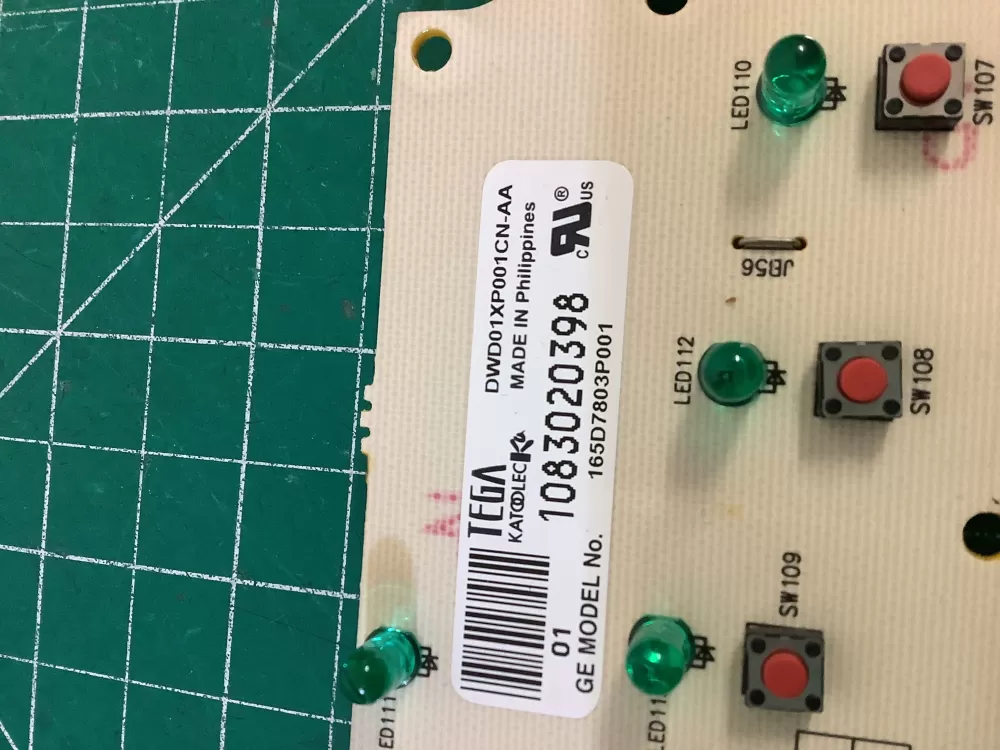 DWD01XP001CN-AA
MADE IN Philippines
TEGA
KATOOLEC
c US ®
01 1083020398
GE MODEL No. 165D7803P001
LED110
SW107
JB56
LED112
SW108
SW109